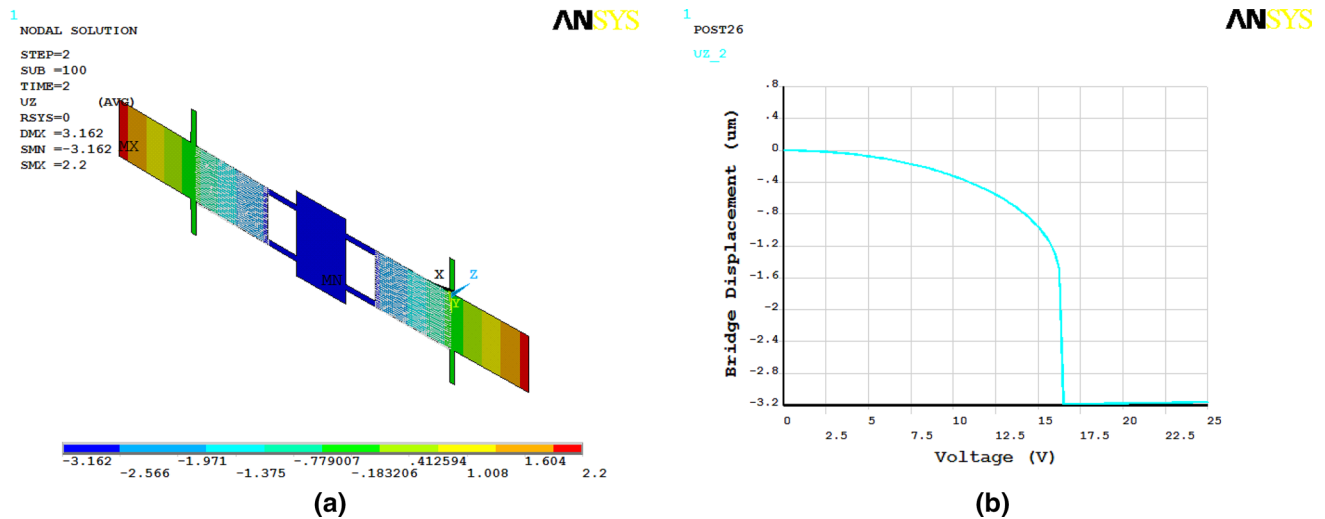 1
ANSYS
NODAL SOLUTION
STEP=2
SUB =100
TIME=2
UZ (AVG)
RSYS=0
DMX =3.162
SMN =-3.162
SMX =2.2
MX
MN
X
Z
Y
-3.162 -1.971 -.779007 .412594 1.604
-2.566 -1.375 -.183206 1.008 2.2
(a)
1
ANSYS
POST26
UZ_2
Bridge Displacement (um)
.8
.4
0
-.4
-.8
-1.2
-1.6
-2
-2.4
-2.8
-3.2
0 5 10 15 20 25
2.5 7.5 12.5 17.5 22.5
Voltage (V)
(b)